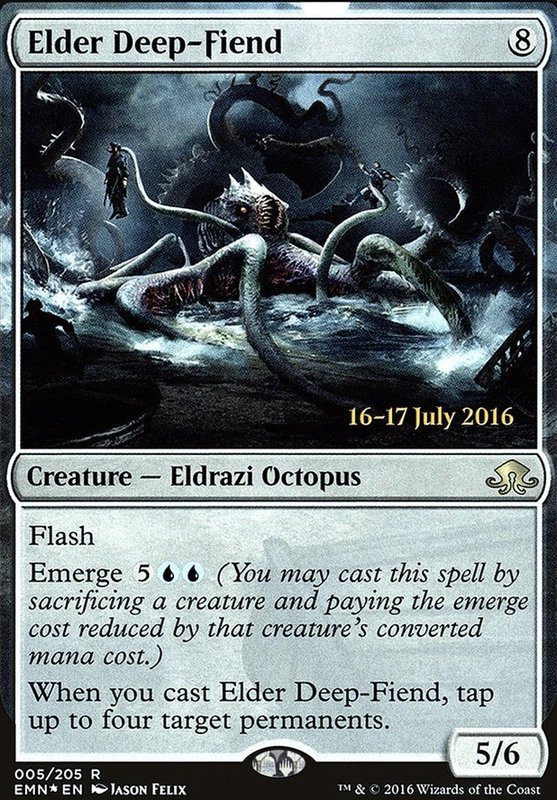 Elder Deep-Fiend 8
16–17 July 2016
Creature — Eldrazi Octopus
Flash
Emerge 5 (You may cast this spell by
sacrificing a creature and paying the emerge
cost reduced by that creature's converted
mana cost.)
When you cast Elder Deep-Fiend, tap
up to four target permanents.
5/6
005/205 R
EMN★EN Jason Felix
™ & © 2016 Wizards of the Coast